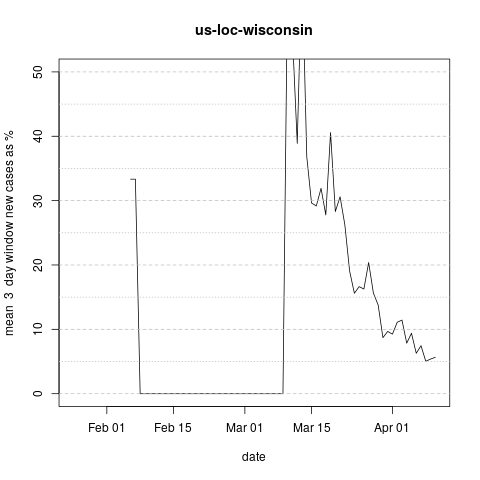 us-loc-wisconsin
mean 3 day window new cases as %
50
40
30
20
10
0
Feb 01 Feb 15 Mar 01 Mar 15 Apr 01
date